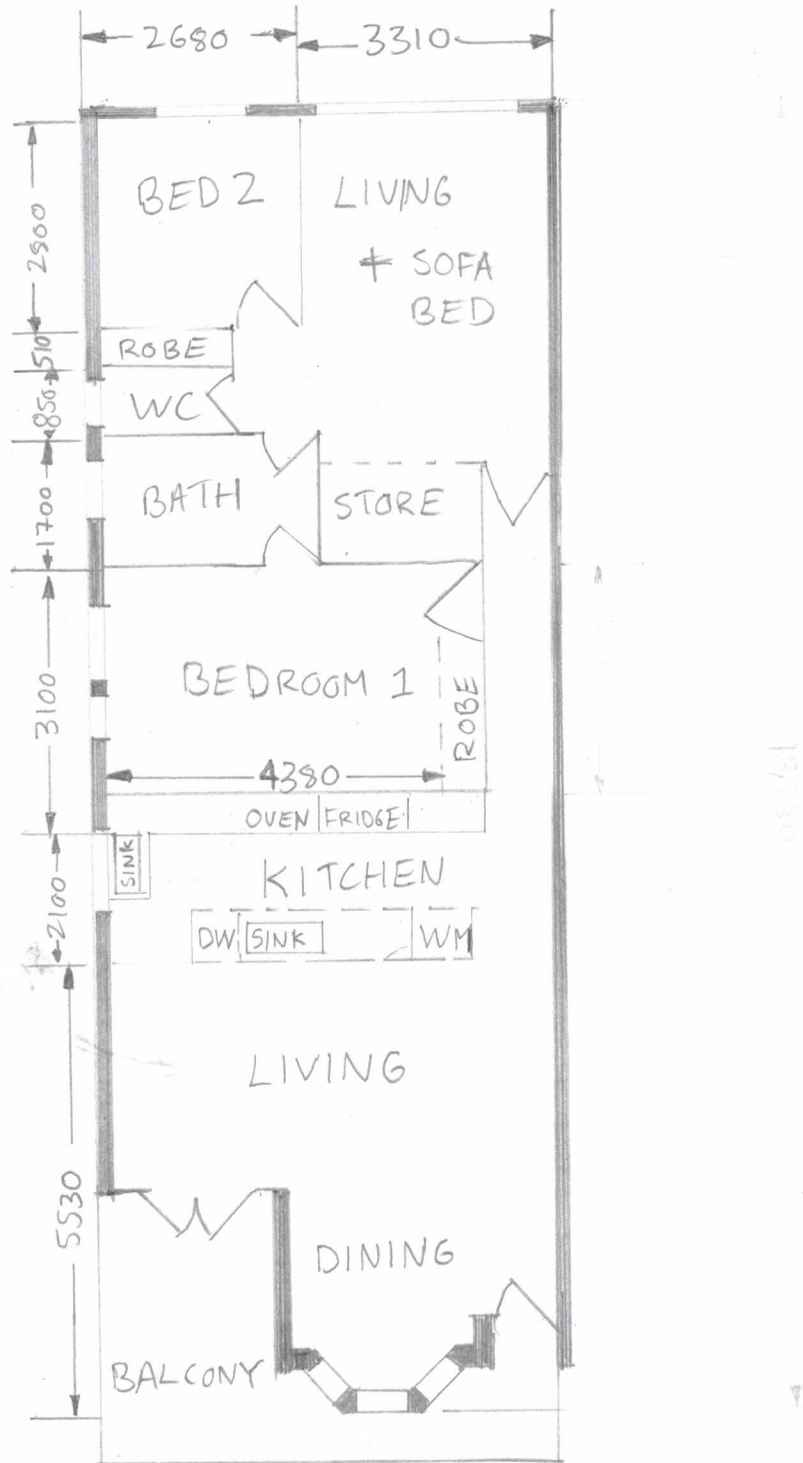 2680
3310
BED 2
LIVING
+ SOFA
BED
2900
ROBE
510
WC
850
BATH
STORE
1700
BEDROOM 1
ROBE
3100
4380
OVEN
FRIDGE
SINK
KITCHEN
2100
DW
SINK
WM
LIVING
5530
DINING
BALCONY